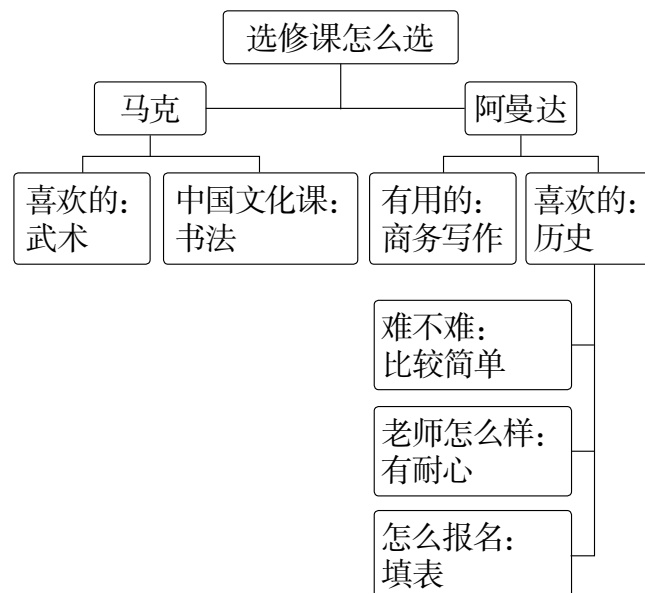 选修课怎么选
马克
阿曼达
喜欢的：
武术
中国文化课：
书法
有用的：
商务写作
喜欢的：
历史
难不难：
比较简单
老师怎么样：
有耐心
怎么报名：
填表